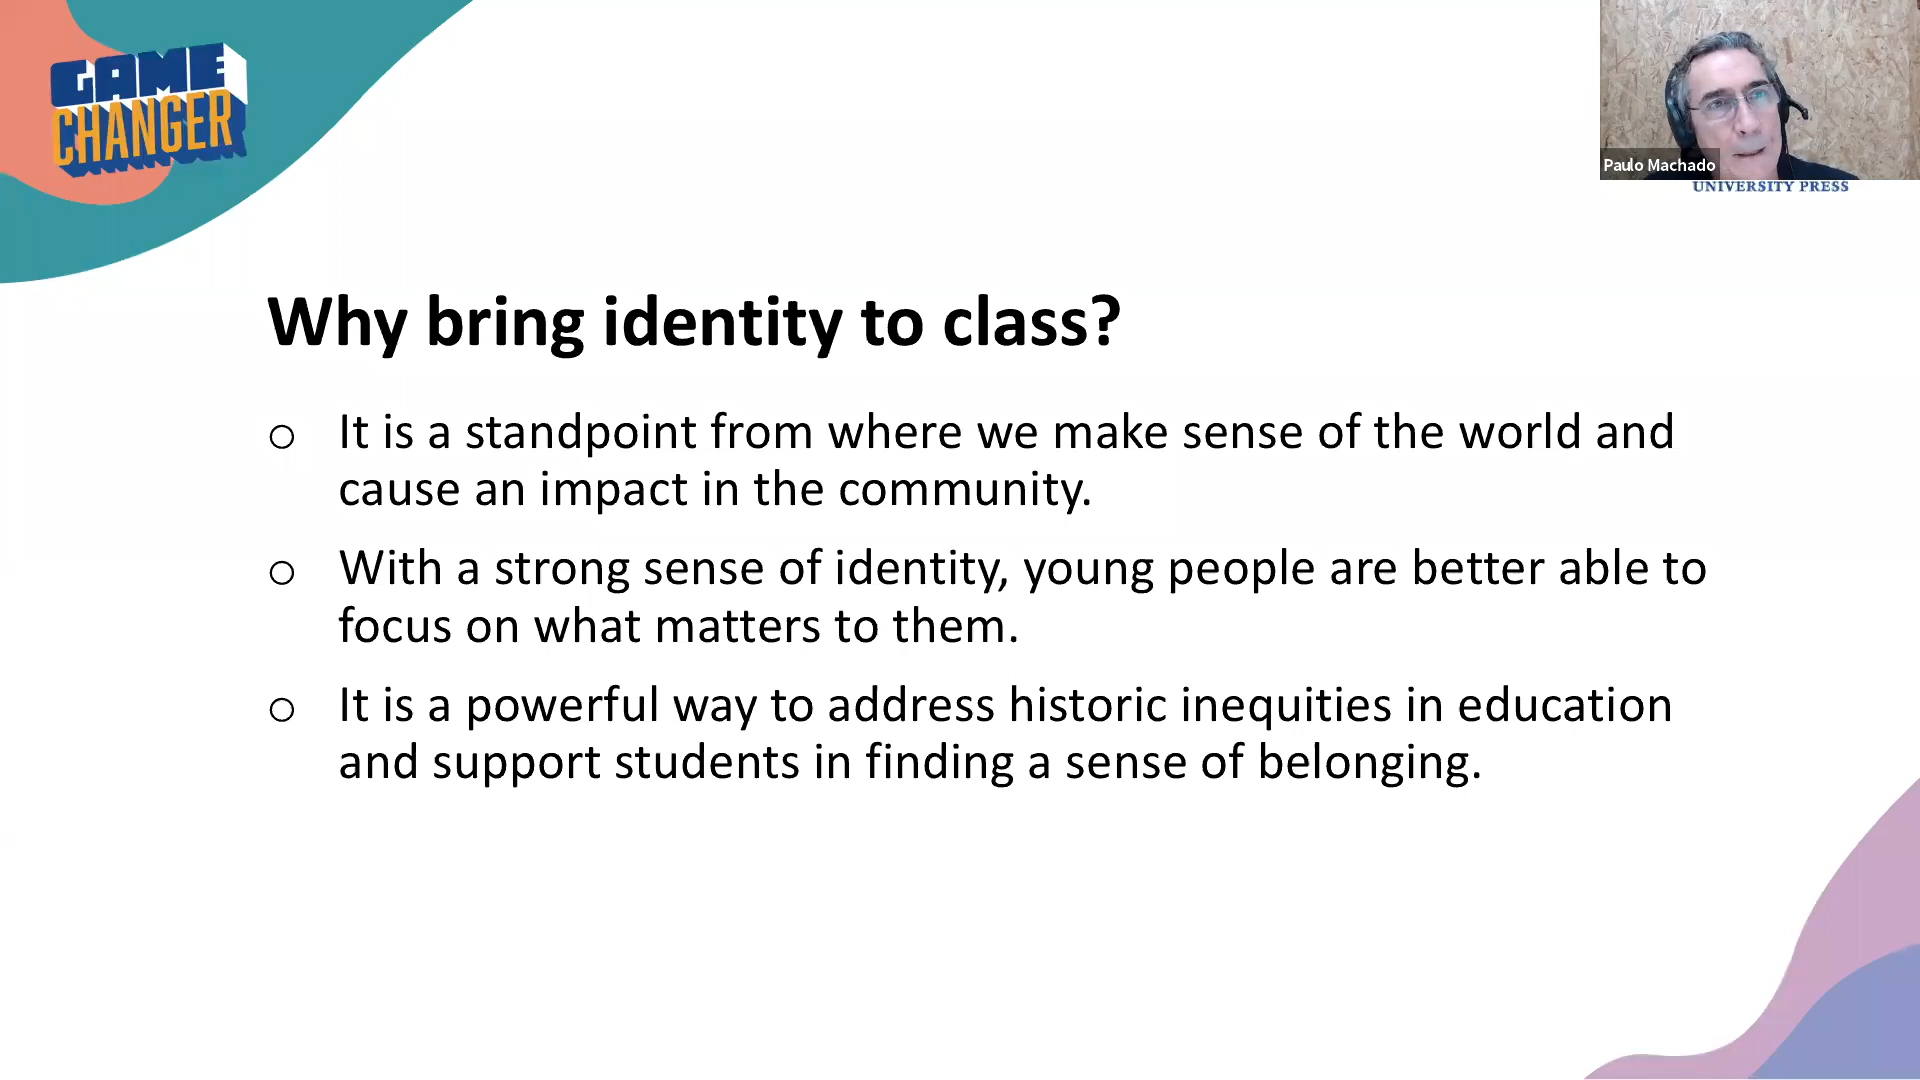 GAME
CHANGER
Paulo Machado
UNIVERSITY PRESS
Why bring identity to class?
o It is a standpoint from where we make sense of the world and
cause an impact in the community.
o With a strong sense of identity, young people are better able to
focus on what matters to them.
o It is a powerful way to address historic inequities in education
and support students in finding a sense of belonging.